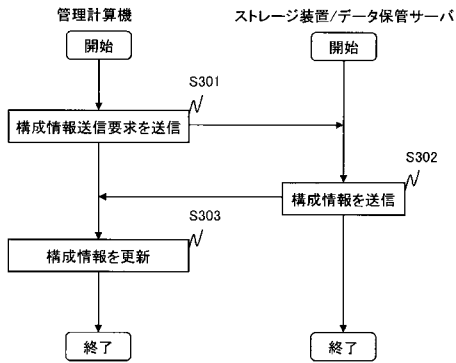 管理計算機
ストレージ装置/データ保管サーバ
開始
開始
S301
構成情報送信要求を送信
S302
構成情報を送信
S303
構成情報を更新
終了
終了